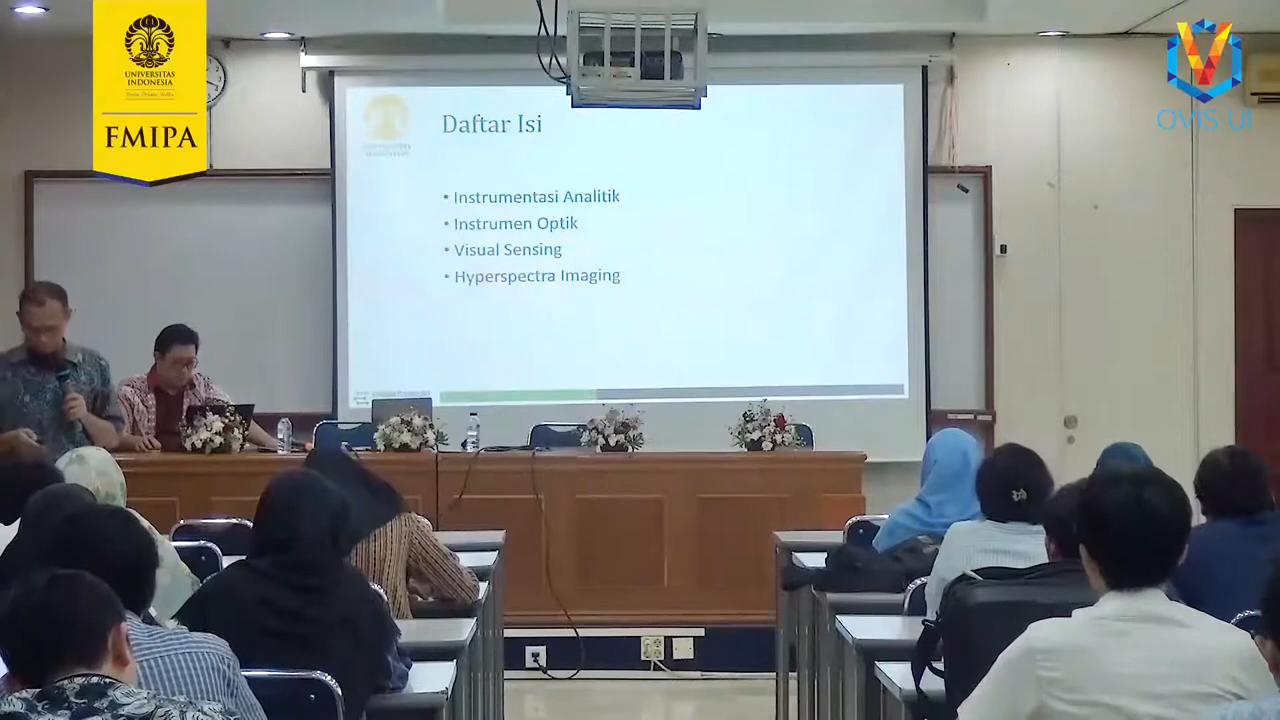 UNIVERSITAS
INDONESIA
FMIPA
OVIS UI
Daftar Isi
• Instrumentasi Analitik
• Instrumen Optik
• Visual Sensing
• Hyperspectra Imaging